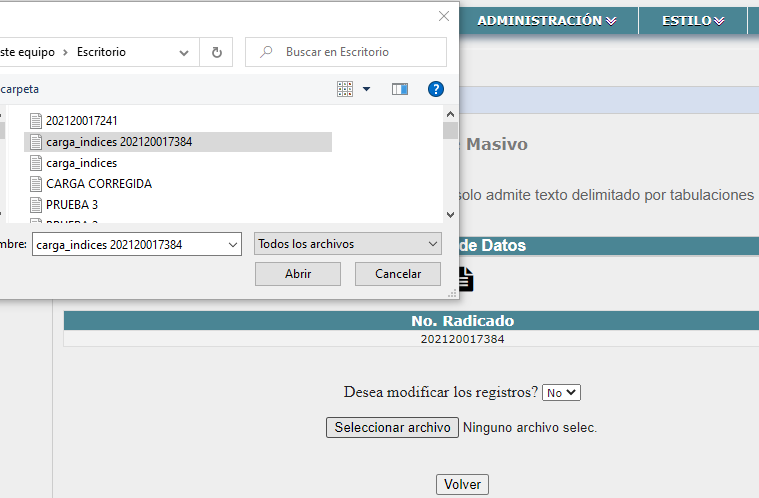 ADMINISTRACIÓN
ESTILO
ste equipo > Escritorio
Buscar en Escritorio
carpeta
202120017241
carga_indices 202120017384
carga_indices
CARGA CORREGIDA
PRUEBA 3
mbre: carga_indices 202120017384
Todos los archivos
Abrir
Cancelar
Masivo
solo admite texto delimitado por tabulaciones
de Datos
No. Radicado
202120017384
Desea modificar los registros? No
Seleccionar archivo Ninguno archivo selec.
Volver